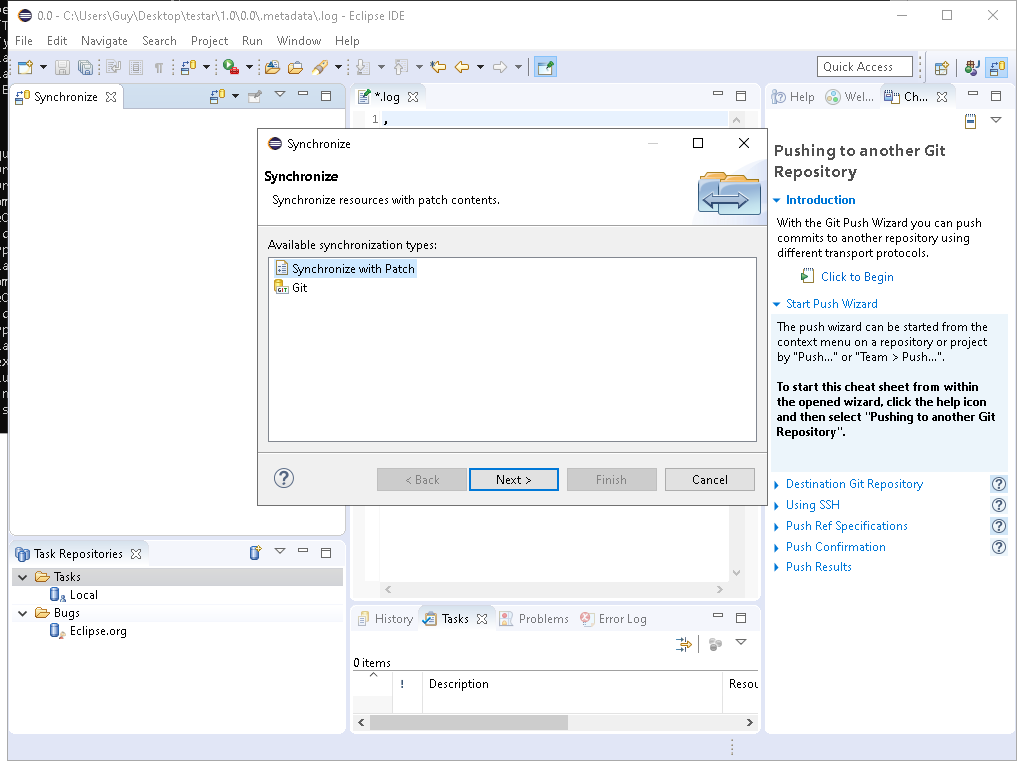 0.0 - C:\Users\Guy\Desktop\testar\1.0\0.0\.metadata\.log - Eclipse IDE
File Edit Navigate Search Project Run Window Help
Quick Access
Synchronize
*.log
Help
Wel...
Ch...
1 ,
Synchronize
Synchronize
Synchronize resources with patch contents.
Available synchronization types:
Synchronize with Patch
GIT Git
< Back
Next >
Finish
Cancel
Pushing to another Git
Repository
Introduction
With the Git Push Wizard you can push
commits to another repository using
different transport protocols.
Click to Begin
Start Push Wizard
The push wizard can be started from the
context menu on a repository or project
by "Push..." or "Team > Push...".
To start this cheat sheet from within
the opened wizard, click the help icon
and then select "Pushing to another Git
Repository".
Destination Git Repository
Using SSH
Push Ref Specifications
Push Confirmation
Push Results
Task Repositories
Tasks
Local
Bugs
Eclipse.org
History
Tasks
Problems
Error Log
0 items
! Description Resou